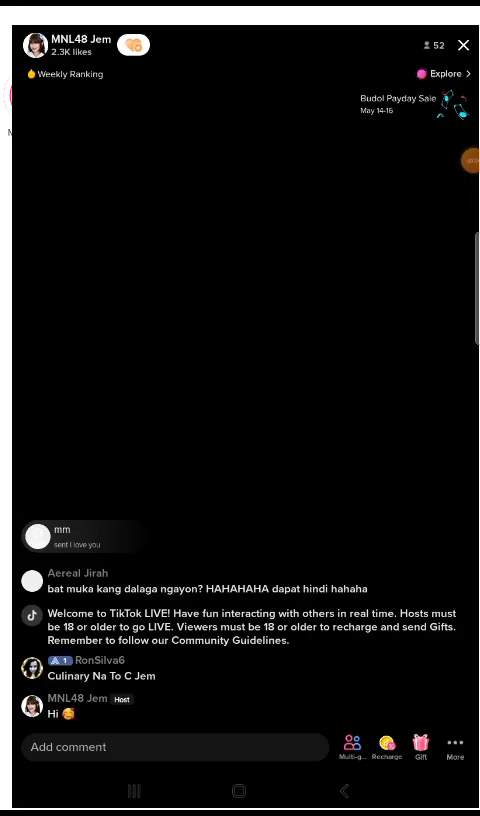 MNL48 Jem
2.3K likes
52
Weekly Ranking
Explore
Budol Payday Sale
May 14-16
mm
sent I love you
Aereal Jirah
bat muka kang dalaga ngayon? HAHAHAHA dapat hindi hahaha
Welcome to TikTok LIVE! Have fun interacting with others in real time. Hosts must
be 18 or older to go LIVE. Viewers must be 18 or older to recharge and send Gifts.
Remember to follow our Community Guidelines.
1 RonSilva6
Culinary Na To C Jem
MNL48 Jem Host
Hi 🥰
Add comment
Multi-g... Recharge Gift More